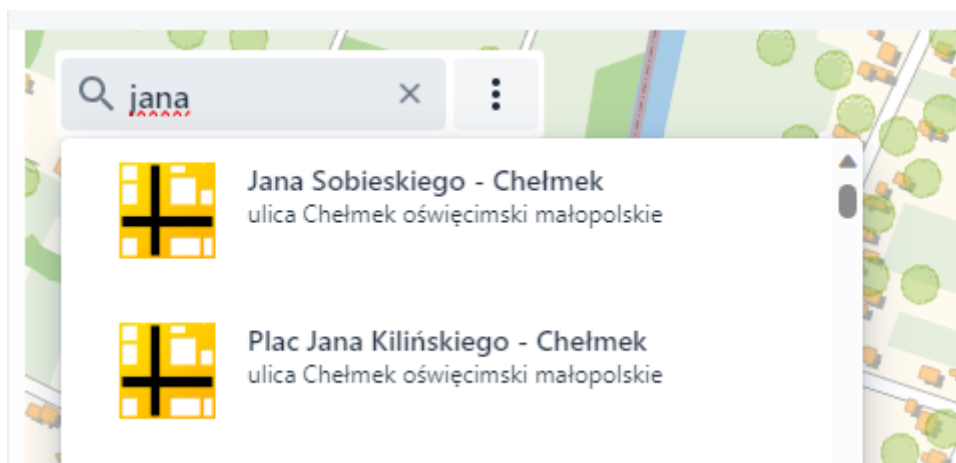 jana
Jana Sobieskiego - Chełmek
ulica Chełmek oświęcimski małopolskie
Plac Jana Kilińskiego - Chełmek
ulica Chełmek oświęcimski małopolskie